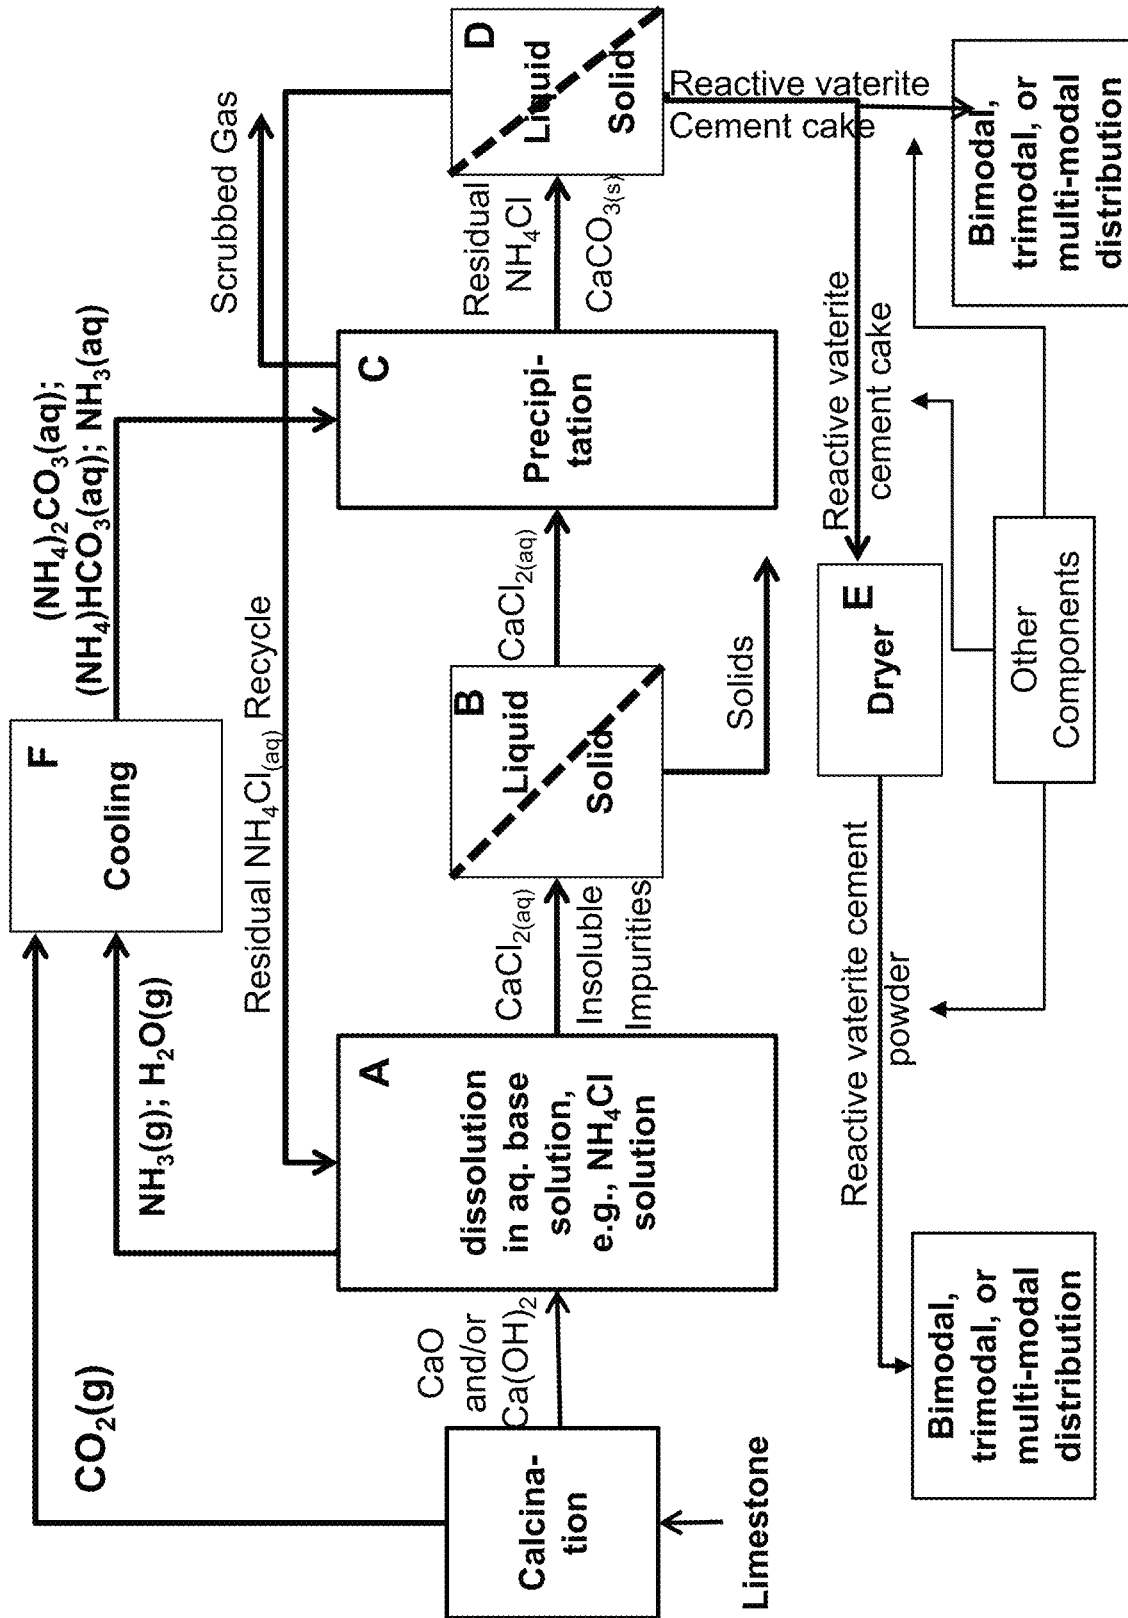 CO2(g)
NH3(g); H2O(g)
F
Cooling
(NH4)2CO3(aq);
(NH4)HCO3(aq); NH3(aq)
Scrubbed Gas
Residual NH4Cl(aq) Recycle
Limestone
Calcina-
tion
CaO
and/or
Ca(OH)2
A
dissolution
in aq. base
solution,
e.g., NH4Cl
solution
CaCl2(aq)
Insoluble
Impurities
B
Liquid
Solid
Solids
CaCl2(aq)
C
Precipi-
tation
Residual
NH4Cl
CaCO3(s)
D
Liquid
Solid
Reactive vaterite
Cement cake
Reactive vaterite
cement cake
E
Dryer
Reactive vaterite cement
powder
Other
Components
Bimodal,
trimodal, or
multi-modal
distribution
Bimodal,
trimodal, or
multi-modal
distribution